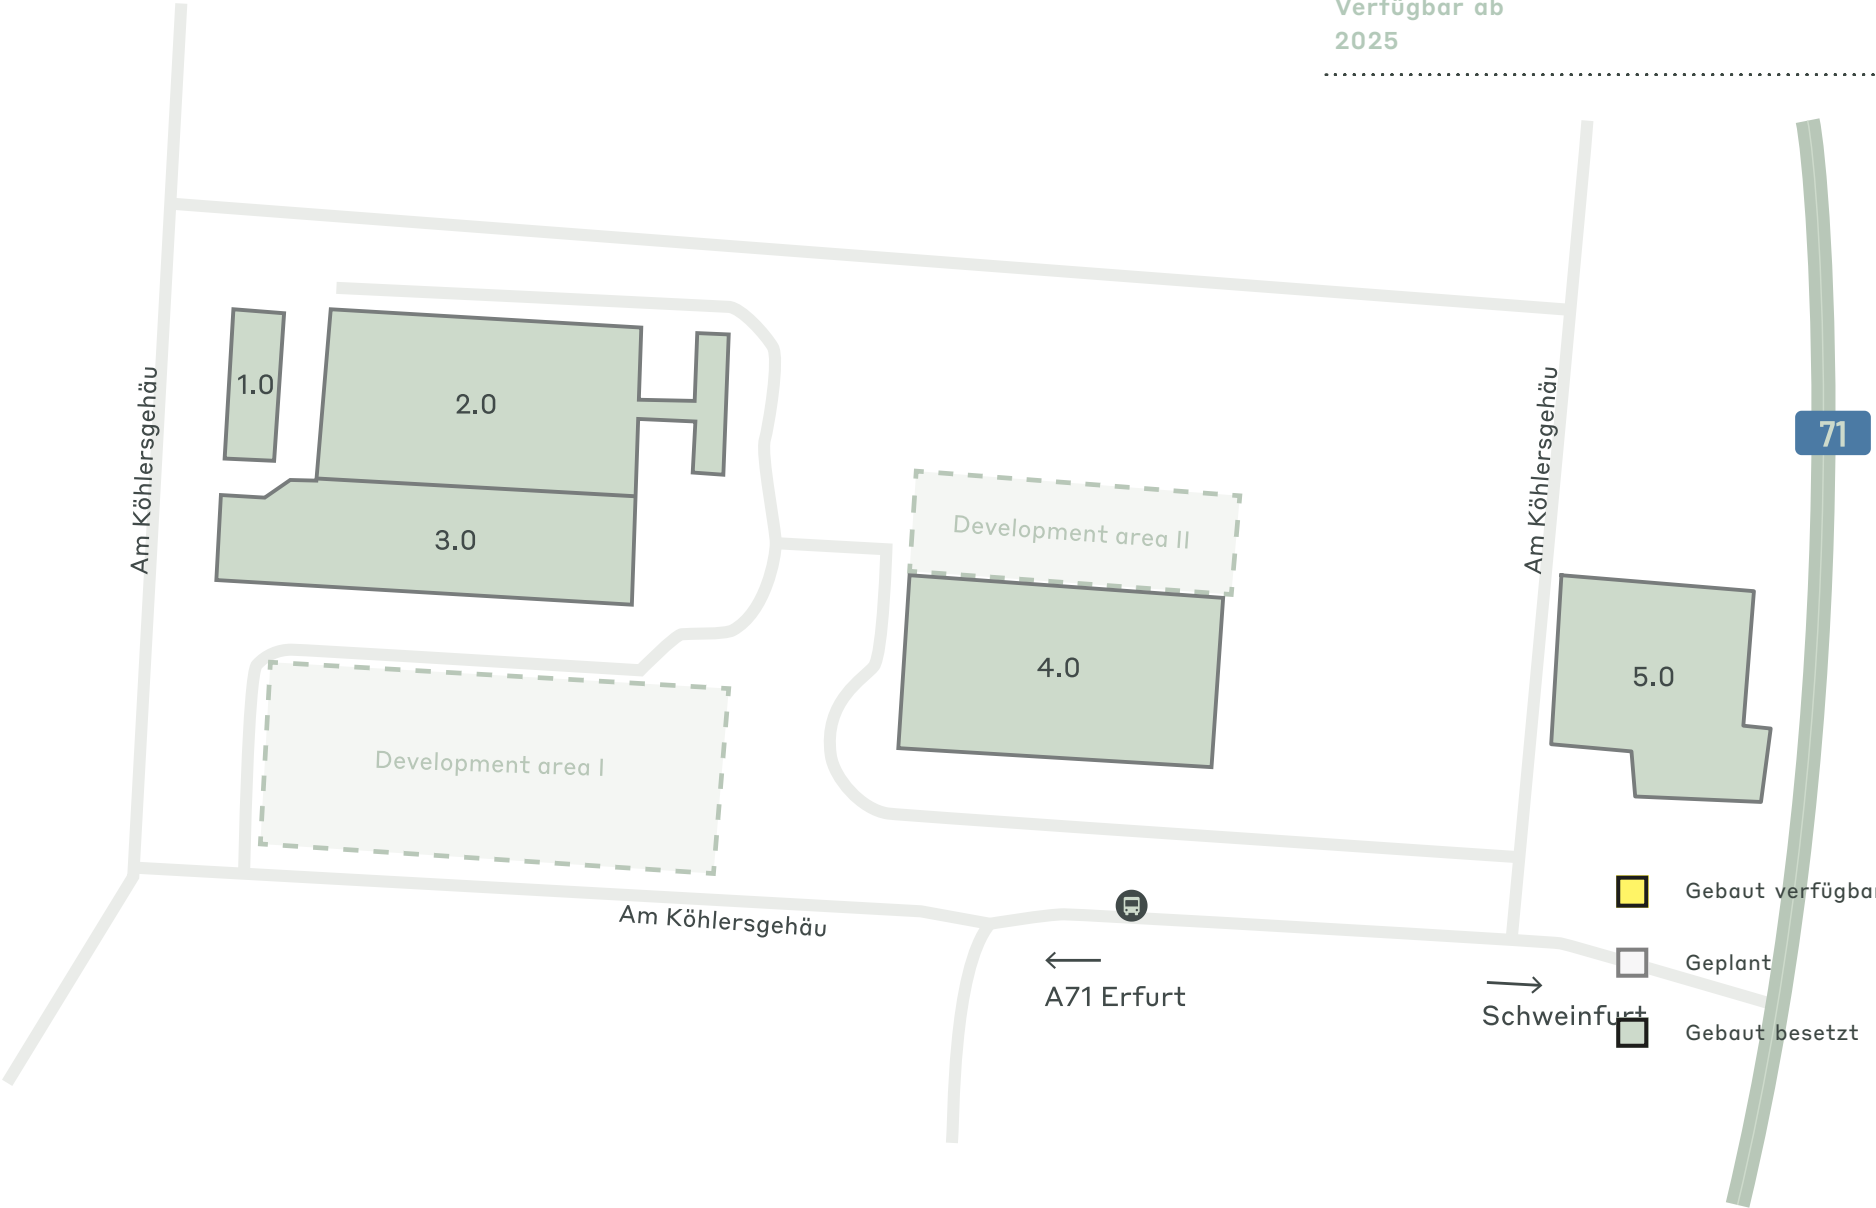 Verfügbar ab
2025
Am Köhlersgehäu
1.0
2.0
3.0
Development area I
Development area II
4.0
Am Köhlersgehäu
5.0
71
Am Köhlersgehäu
A71 Erfurt
Schweinfurt
Gebaut verfügbar
Geplant
Gebaut besetzt